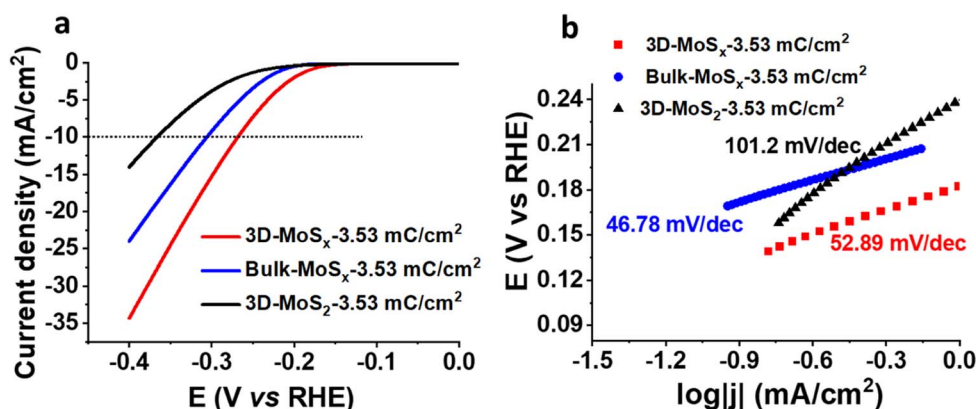 a
Current density (mA/cm²)
0
-5
-10
-15
-20
-25
-30
-35
3D-MoSₓ-3.53 mC/cm²
Bulk-MoSₓ-3.53 mC/cm²
3D-MoS₂-3.53 mC/cm²
-0.4
-0.3
-0.2
-0.1
0.0
E (V vs RHE)
b
3D-MoSₓ-3.53 mC/cm²
Bulk-MoSₓ-3.53 mC/cm²
3D-MoS₂-3.53 mC/cm²
E (V vs RHE)
0.24
0.21
0.18
0.15
0.12
0.09
101.2 mV/dec
46.78 mV/dec
52.89 mV/dec
-1.5
-1.2
-0.9
-0.6
-0.3
0.0
log|j| (mA/cm²)